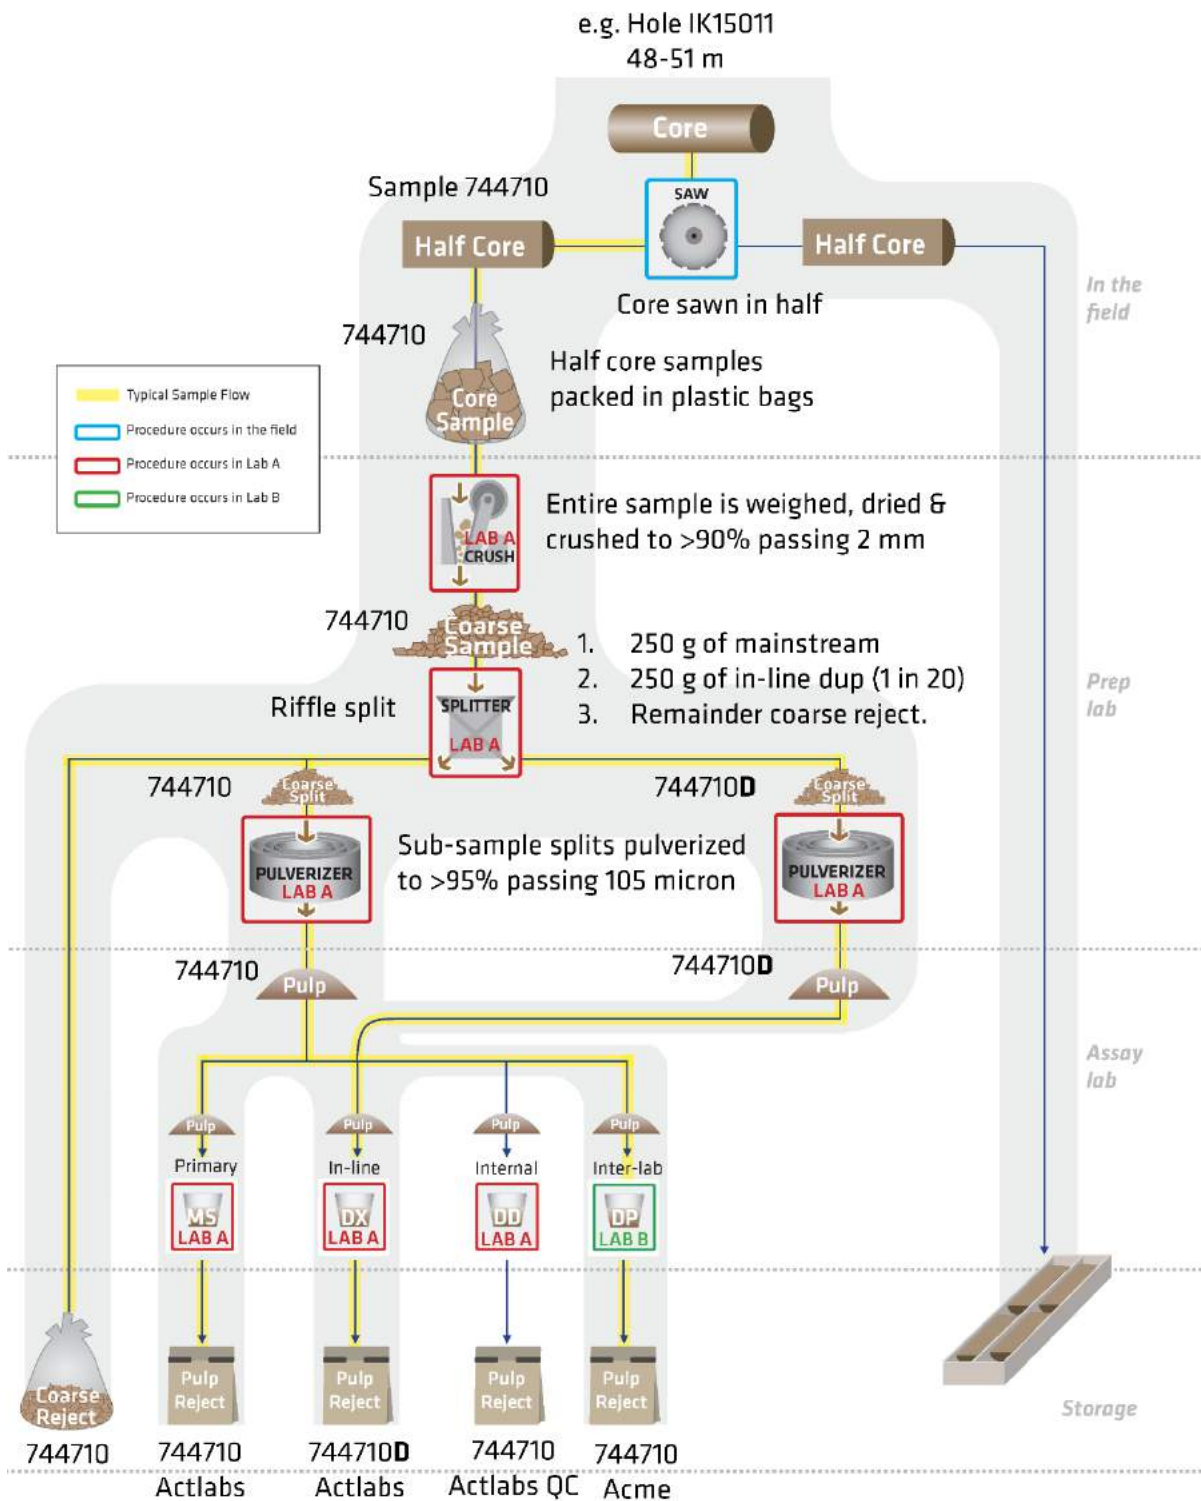 e.g. Hole IK15011
48-51 m
Core
SAW
Sample 744710
Half Core
Half Core
Core sawn in half
In the
field
744710
Core
Sample
Half core samples
packed in plastic bags
Typical Sample Flow
Procedure occurs in the field
Procedure occurs in Lab A
Procedure occurs in Lab B
LAB A
CRUSH
Entire sample is weighed, dried &
crushed to >90% passing 2 mm
744710
Coarse
Sample
1. 250 g of mainstream
2. 250 g of in-line dup (1 in 20)
3. Remainder coarse reject.
Prep
lab
Riffle split
SPLITTER
LAB A
744710
Coarse
Split
744710D
Coarse
Split
PULVERIZER
LAB A
Sub-sample splits pulverized
to >95% passing 105 micron
PULVERIZER
LAB A
744710
Pulp
744710D
Pulp
Assay
lab
Pulp
Pulp
Pulp
Pulp
Primary
In-line
Internal
Inter-lab
MS
LAB A
DX
LAB A
DD
LAB A
DP
LAB B
Coarse
Reject
Pulp
Reject
Pulp
Reject
Pulp
Reject
Pulp
Reject
Storage
744710
744710
744710D
744710
744710
Actlabs
Actlabs
Actlabs QC
Acme